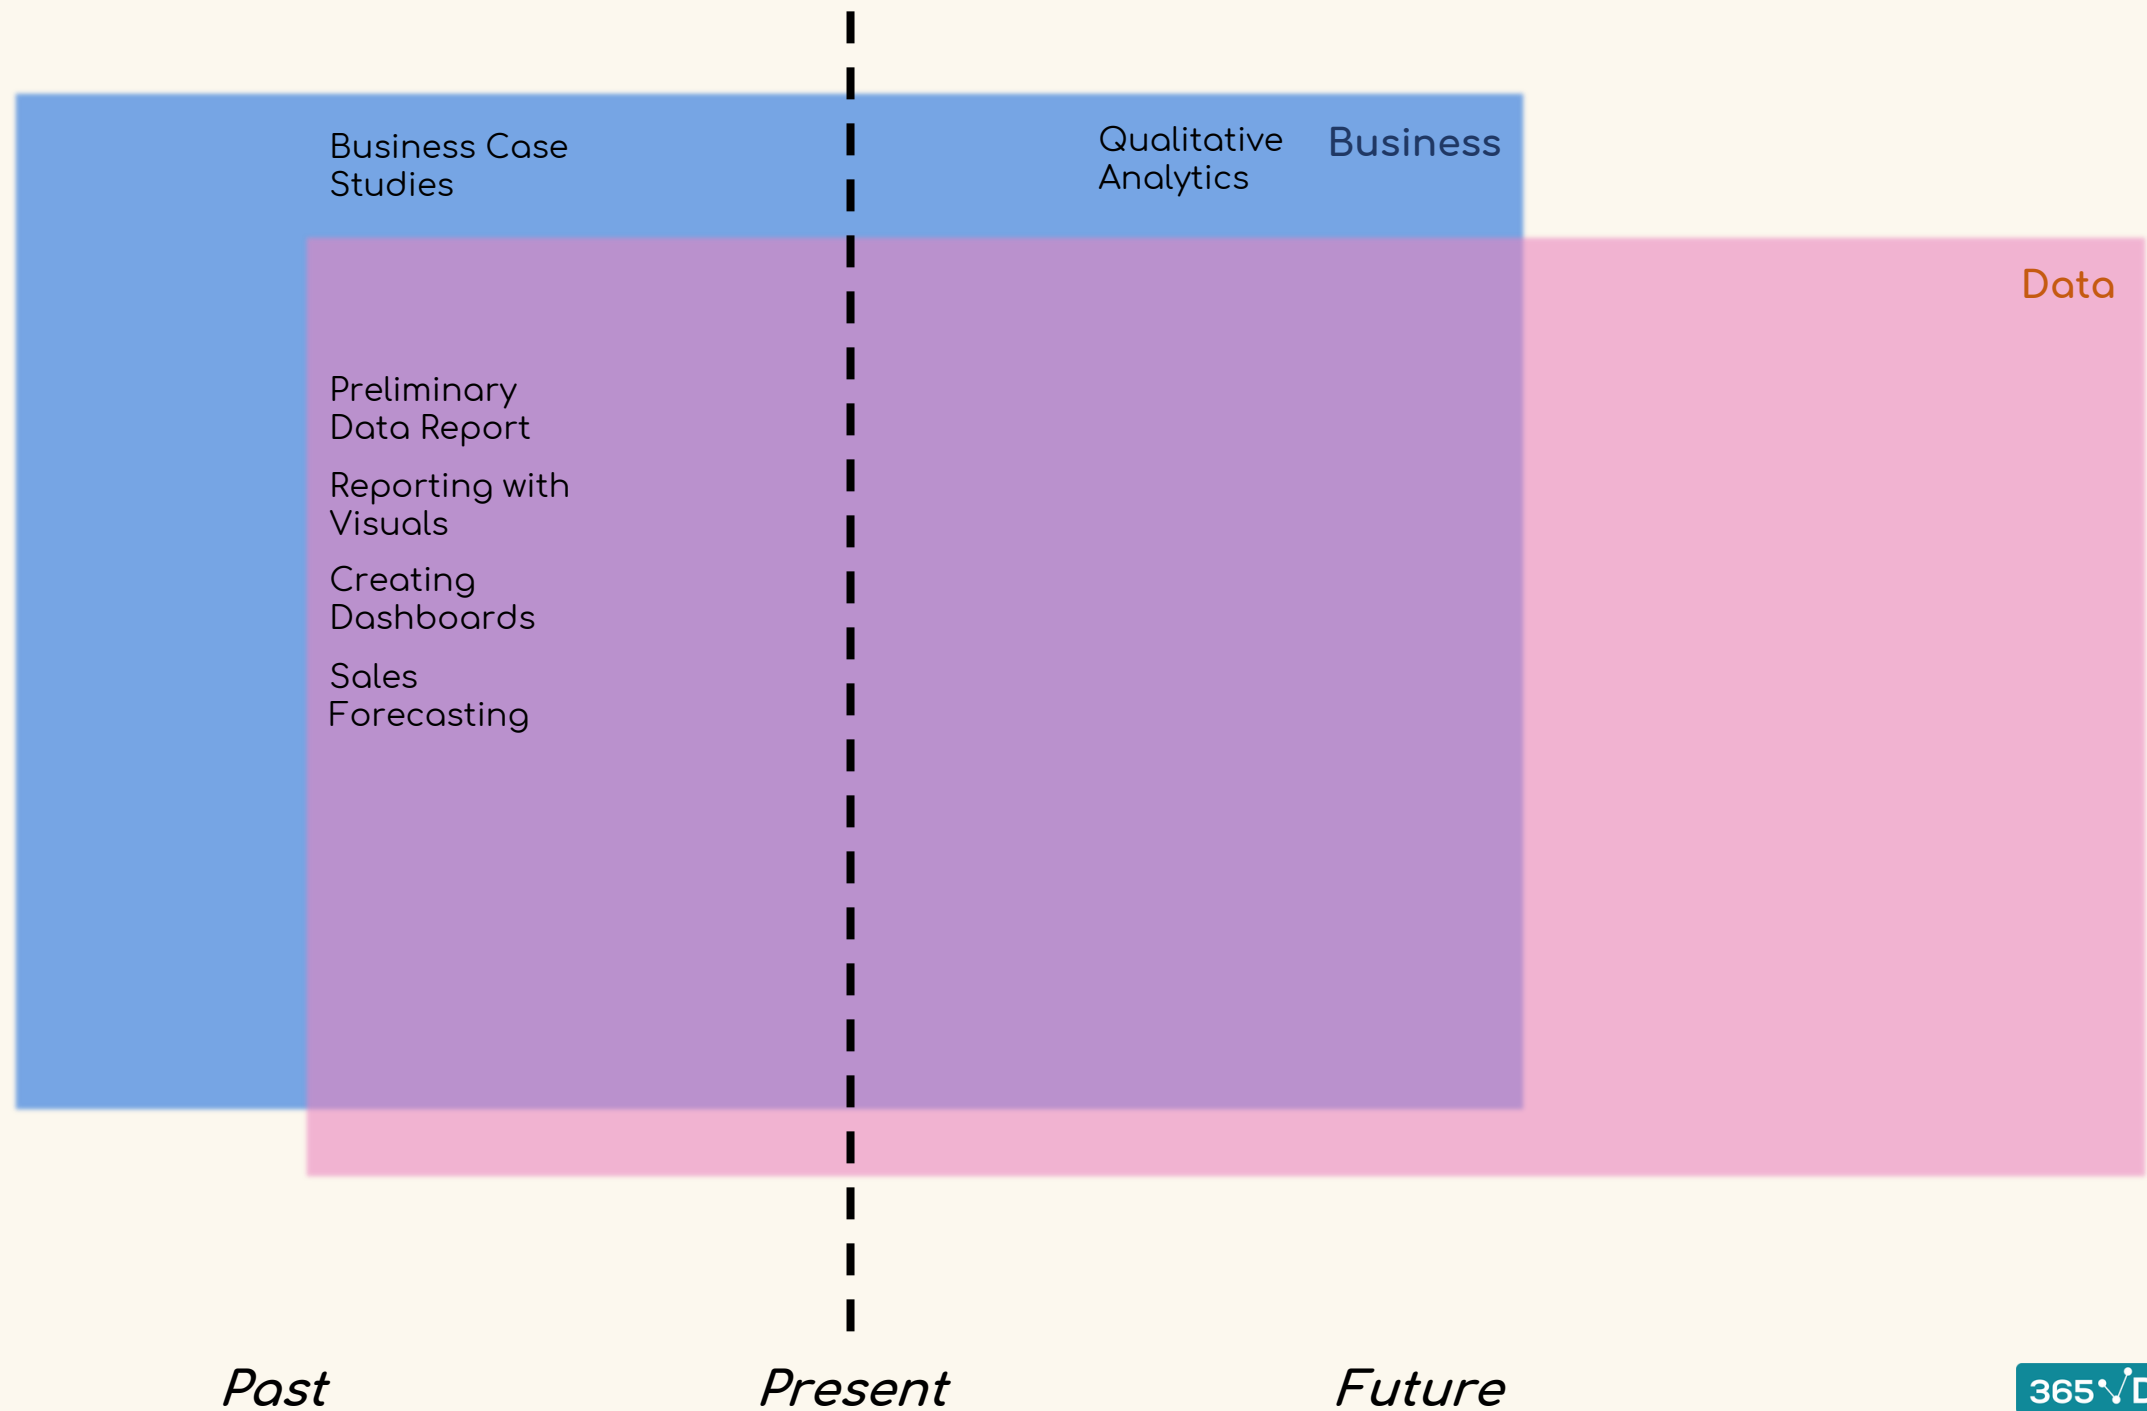 Business Case
Studies
Qualitative
Analytics
Business
Data
Preliminary
Data Report
Reporting with
Visuals
Creating
Dashboards
Sales
Forecasting
Past
Present
Future
365